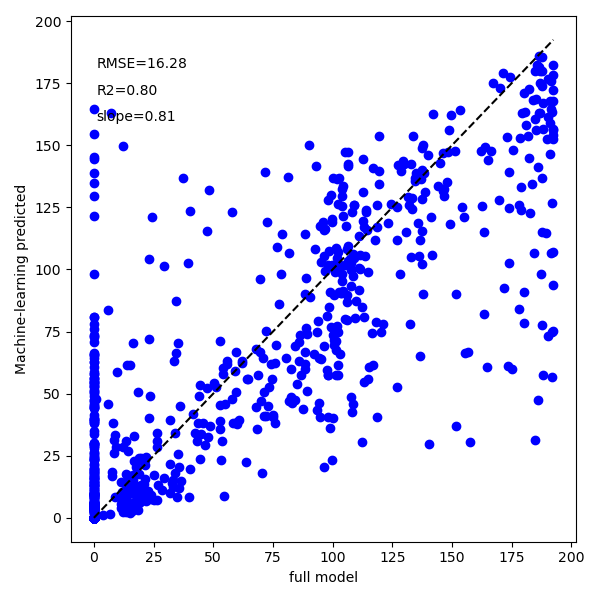 200
175
150
125
100
75
50
25
0
RMSE=16.28
R2=0.80
slope=0.81
Machine-learning predicted
0 25 50 75 100 125 150 175 200
full model